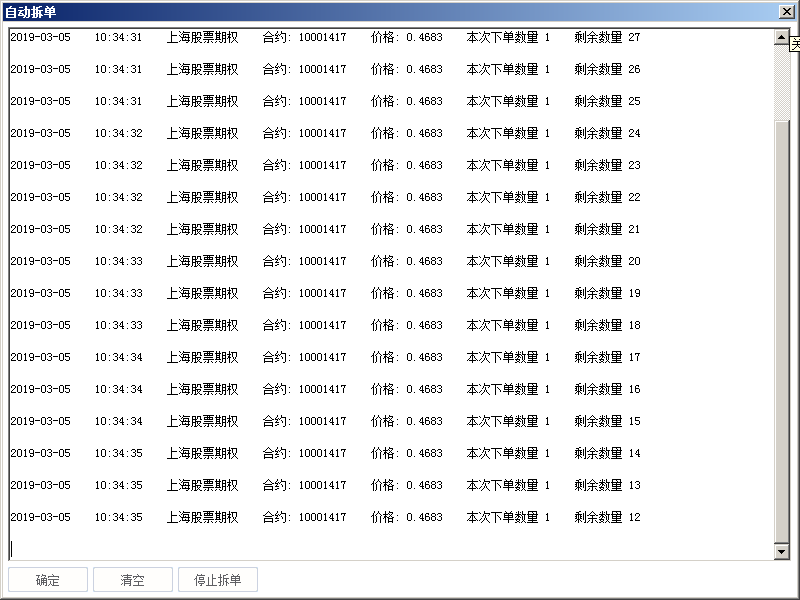 自动拆单
2019-03-05 10:34:31 上海股票期权 合约: 10001417 价格: 0.4683 本次下单数量 1 剩余数量 27
2019-03-05 10:34:31 上海股票期权 合约: 10001417 价格: 0.4683 本次下单数量 1 剩余数量 26
2019-03-05 10:34:31 上海股票期权 合约: 10001417 价格: 0.4683 本次下单数量 1 剩余数量 25
2019-03-05 10:34:32 上海股票期权 合约: 10001417 价格: 0.4683 本次下单数量 1 剩余数量 24
2019-03-05 10:34:32 上海股票期权 合约: 10001417 价格: 0.4683 本次下单数量 1 剩余数量 23
2019-03-05 10:34:32 上海股票期权 合约: 10001417 价格: 0.4683 本次下单数量 1 剩余数量 22
2019-03-05 10:34:32 上海股票期权 合约: 10001417 价格: 0.4683 本次下单数量 1 剩余数量 21
2019-03-05 10:34:33 上海股票期权 合约: 10001417 价格: 0.4683 本次下单数量 1 剩余数量 20
2019-03-05 10:34:33 上海股票期权 合约: 10001417 价格: 0.4683 本次下单数量 1 剩余数量 19
2019-03-05 10:34:33 上海股票期权 合约: 10001417 价格: 0.4683 本次下单数量 1 剩余数量 18
2019-03-05 10:34:34 上海股票期权 合约: 10001417 价格: 0.4683 本次下单数量 1 剩余数量 17
2019-03-05 10:34:34 上海股票期权 合约: 10001417 价格: 0.4683 本次下单数量 1 剩余数量 16
2019-03-05 10:34:34 上海股票期权 合约: 10001417 价格: 0.4683 本次下单数量 1 剩余数量 15
2019-03-05 10:34:35 上海股票期权 合约: 10001417 价格: 0.4683 本次下单数量 1 剩余数量 14
2019-03-05 10:34:35 上海股票期权 合约: 10001417 价格: 0.4683 本次下单数量 1 剩余数量 13
2019-03-05 10:34:35 上海股票期权 合约: 10001417 价格: 0.4683 本次下单数量 1 剩余数量 12
确定 清空 停止拆单